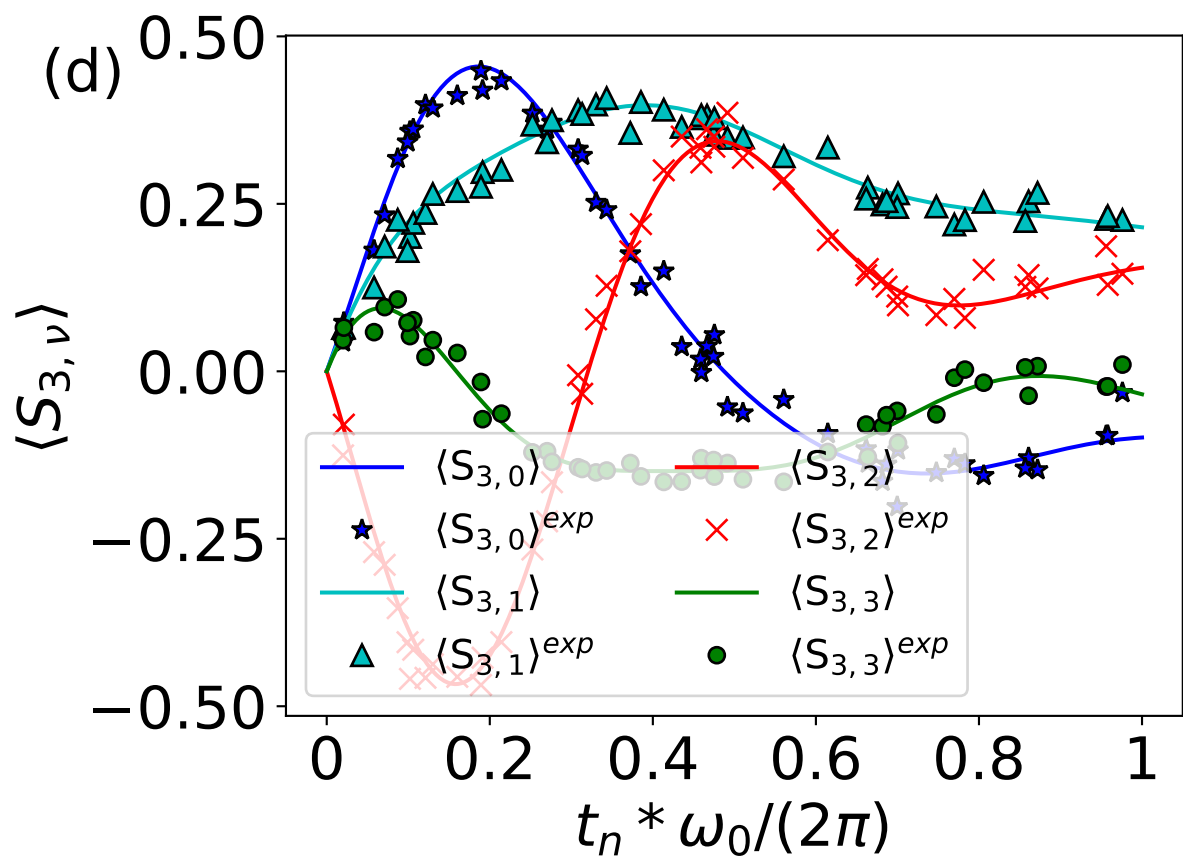 (d)
⟨S₃, ᵥ⟩
0.50
0.25
0.00
−0.25
−0.50
⟨S₃,₀⟩
⟨S₃,₀⟩ᵉˣᵖ
⟨S₃,₁⟩
⟨S₃,₁⟩ᵉˣᵖ
⟨S₃,₂⟩
⟨S₃,₂⟩ᵉˣᵖ
⟨S₃,₃⟩
⟨S₃,₃⟩ᵉˣᵖ
0 0.2 0.4 0.6 0.8 1
tₙ * ω₀/(2π)